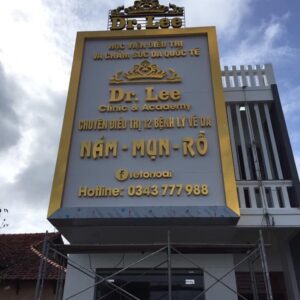 Dr. Lee
HỌC VIỆN ĐIỀU TRỊ
VÀ CHĂM SÓC DA QUỐC TẾ
Dr. Lee
Clinic & Academy
CHUYÊN ĐIỀU TRỊ 12 BỆNH LÝ VỀ DA
NÁM - MỤN - RỖ
Hotline: 0343 777 988